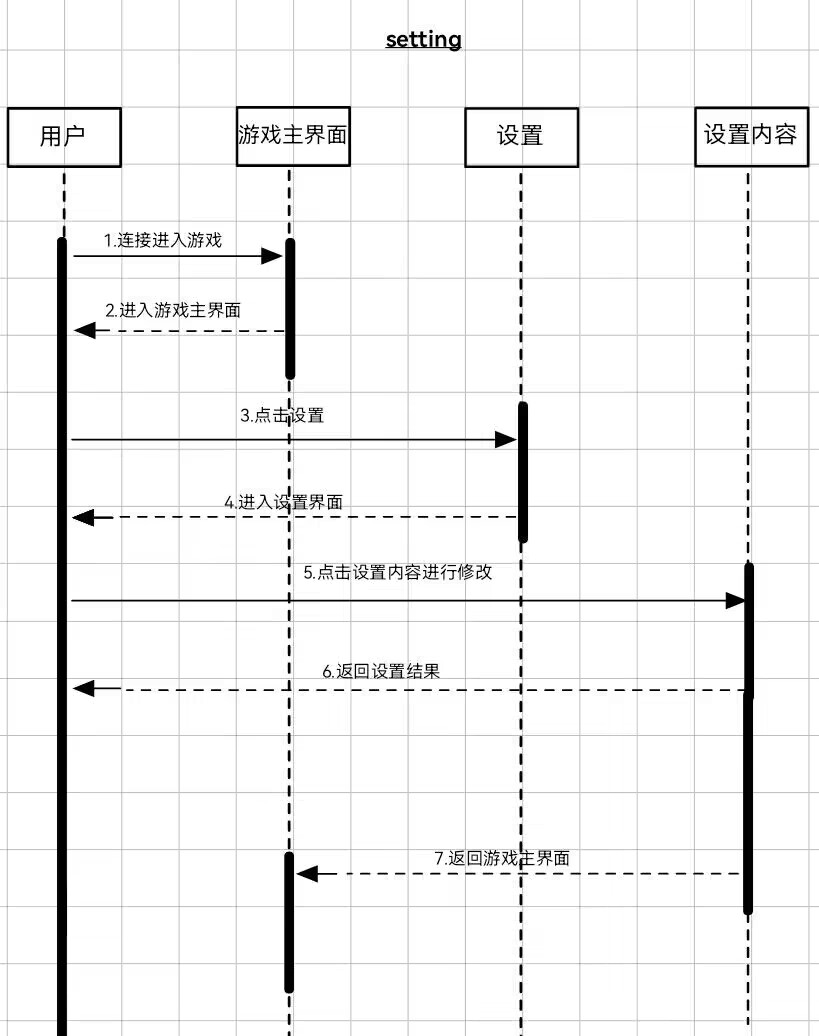 setting
用户
游戏主界面
设置
设置内容
1.连接进入游戏
2.进入游戏主界面
3.点击设置
4.进入设置界面
5.点击设置内容进行修改
6.返回设置结果
7.返回游戏主界面